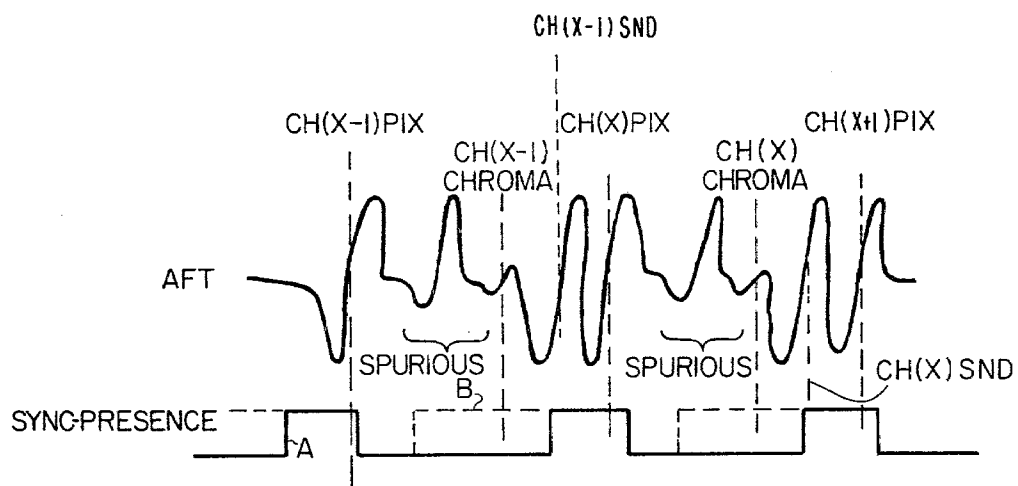 CH(X-1)SND
CH(X-1)PIX
CH(X)PIX
CH(X+1)PIX
CH(X-1)
CHROMA
CH(X)
CHROMA
AFT
SPURIOUS
SPURIOUS
CH(X)SND
B2
SYNC-PRESENCE
A